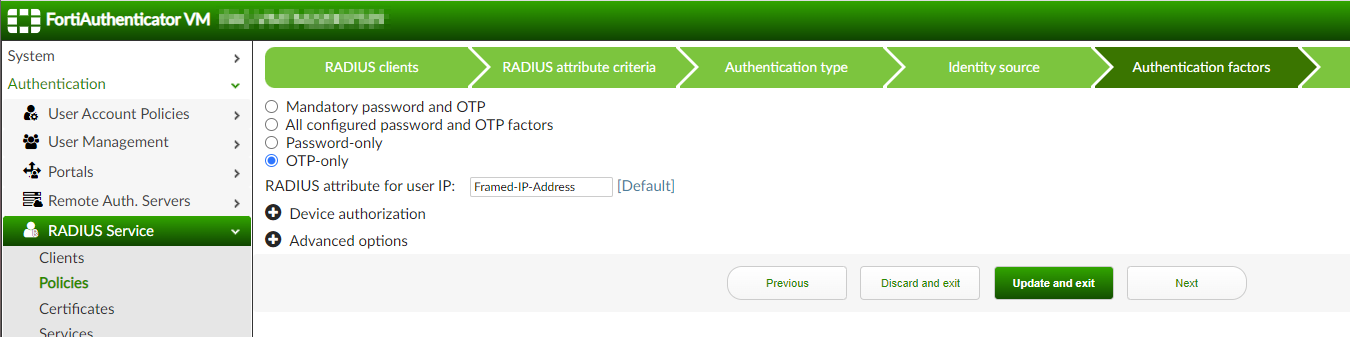 FortiAuthenticator VM
System
Authentication
User Account Policies
User Management
Portals
Remote Auth. Servers
RADIUS Service
Clients
Policies
Certificates
Services
RADIUS clients
RADIUS attribute criteria
Authentication type
Identity source
Authentication factors
Mandatory password and OTP
All configured password and OTP factors
Password-only
OTP-only
RADIUS attribute for user IP: Framed-IP-Address [Default]
Device authorization
Advanced options
Previous
Discard and exit
Update and exit
Next